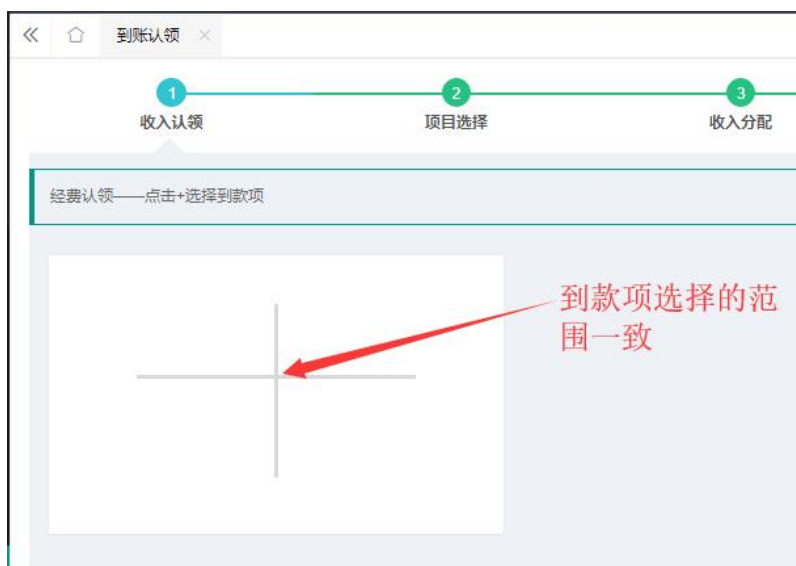 到账认领
1 2 3
收入认领 项目选择 收入分配
经费认领——点击+选择到款项
到款项选择的范
围一致